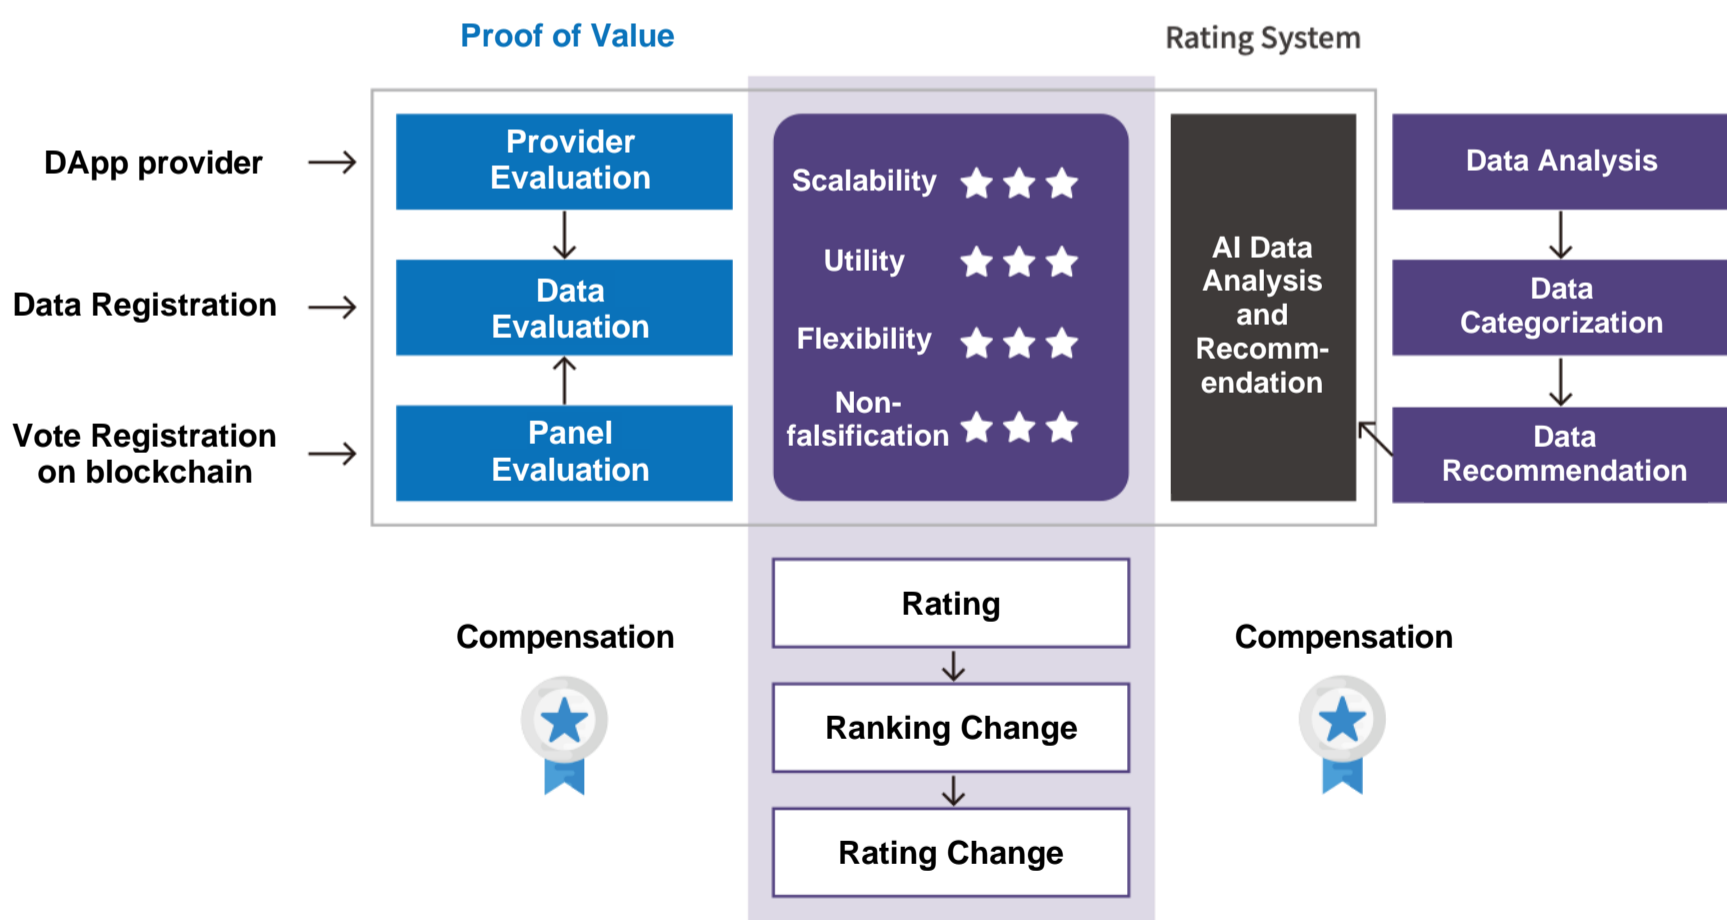 Proof of Value
Rating System
DApp provider
Data Registration
Vote Registration
on blockchain
Provider
Evaluation
Data
Evaluation
Panel
Evaluation
Scalability
Utility
Flexibility
Non-
falsification
AI Data
Analysis
and
Recomm-
endation
Data Analysis
Data
Categorization
Data
Recommendation
Compensation
Rating
Ranking Change
Rating Change
Compensation